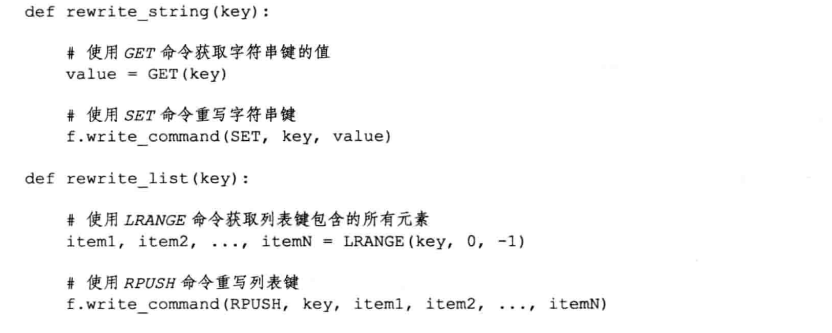 def rewrite_string(key):
# 使用 GET 命令获取字符串键的值
value = GET(key)
# 使用 SET 命令重写字符串键
f.write_command(SET, key, value)
def rewrite_list(key):
# 使用 LRANGE 命令获取列表键包含的所有元素
item1, item2, ..., itemN = LRANGE(key, 0, -1)
# 使用 RPUSH 命令重写列表键
f.write_command(RPUSH, key, item1, item2, ..., itemN)